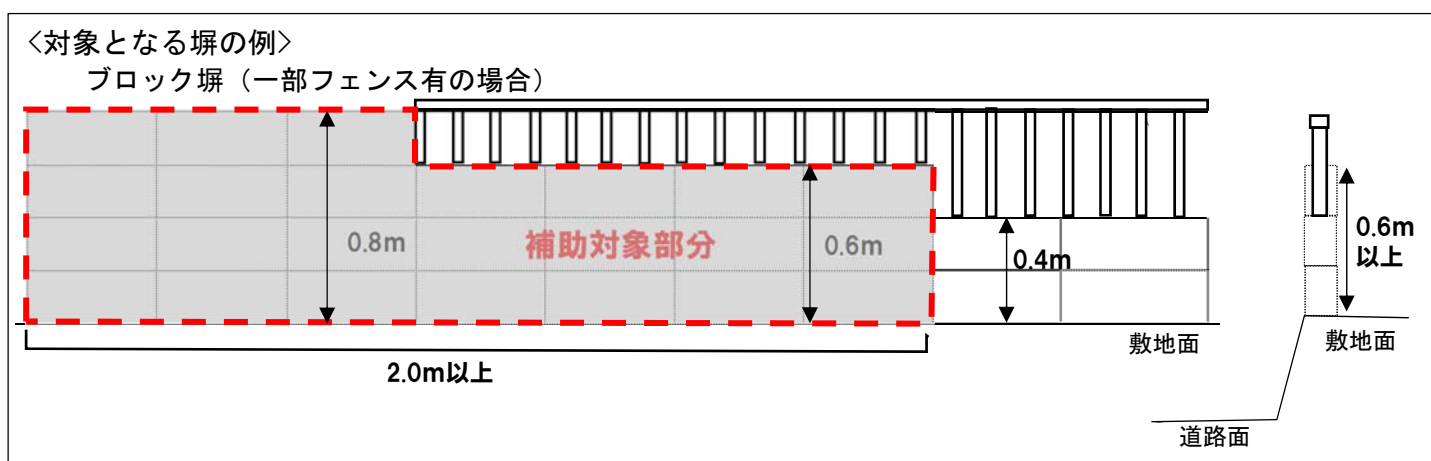 <対象となる塀の例>
ブロック塀（一部フェンス有の場合）
0.8m
補助対象部分
0.6m
0.4m
0.6m
以上
敷地面
敷地面
2.0m以上
道路面